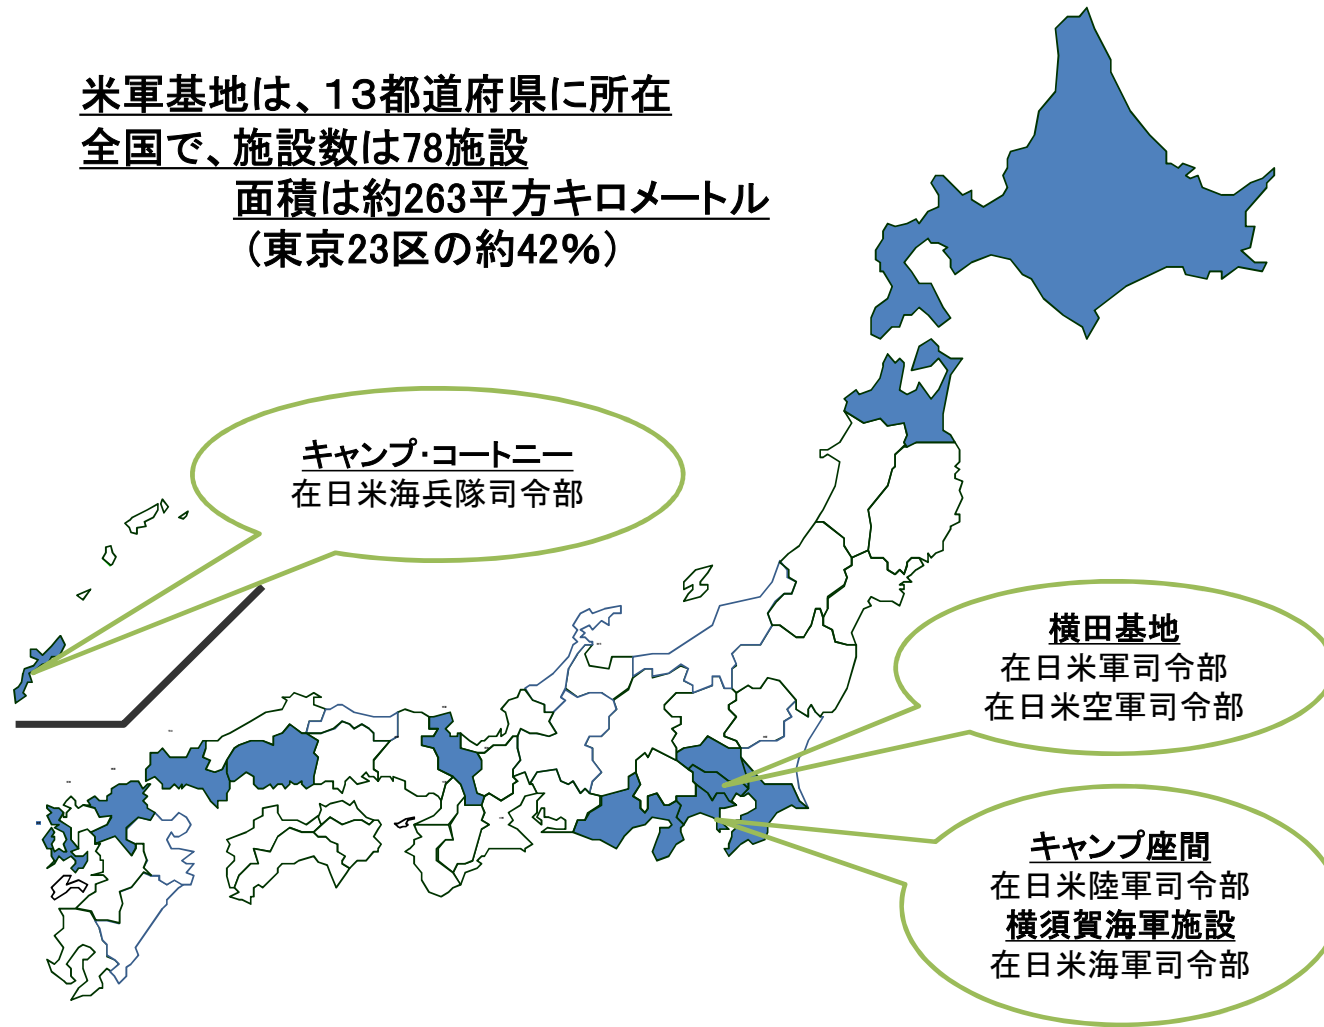 米軍基地は、１３都道府県に所在
全国で、施設数は78施設
面積は約263平方キロメートル
（東京23区の約42%）
キャンプ・コートニー
在日米海兵隊司令部
横田基地
在日米軍司令部
在日米空軍司令部
キャンプ座間
在日米陸軍司令部
横須賀海軍施設
在日米海軍司令部